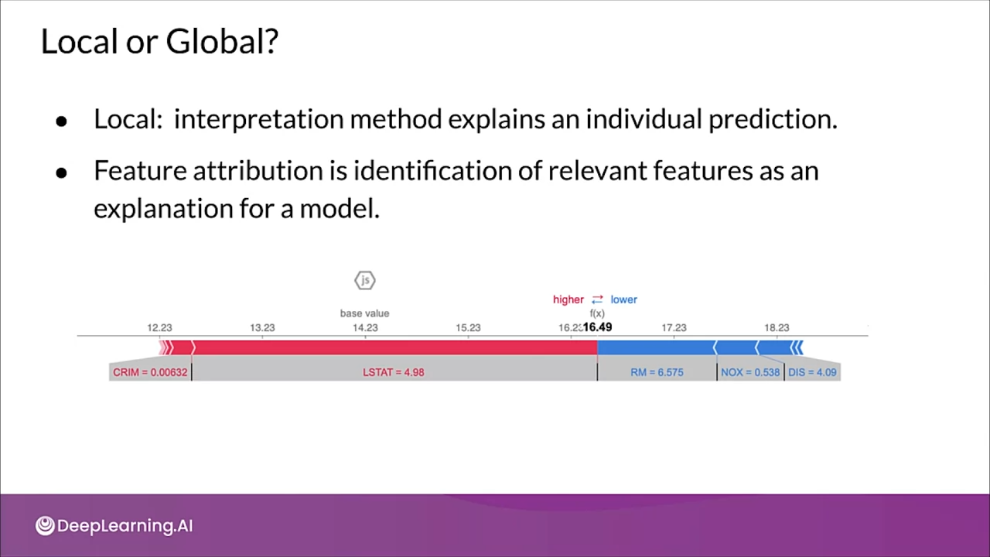 Local or Global?
● Local: interpretation method explains an individual prediction.
● Feature attribution is identification of relevant features as an
explanation for a model.
js
higher ⇄ lower
base value f(x)
12.23 13.23 14.23 15.23 16.23 16.49 17.23 18.23
CRIM = 0.00632 LSTAT = 4.98 RM = 6.575 NOX = 0.538 DIS = 4.09
DeepLearning.AI